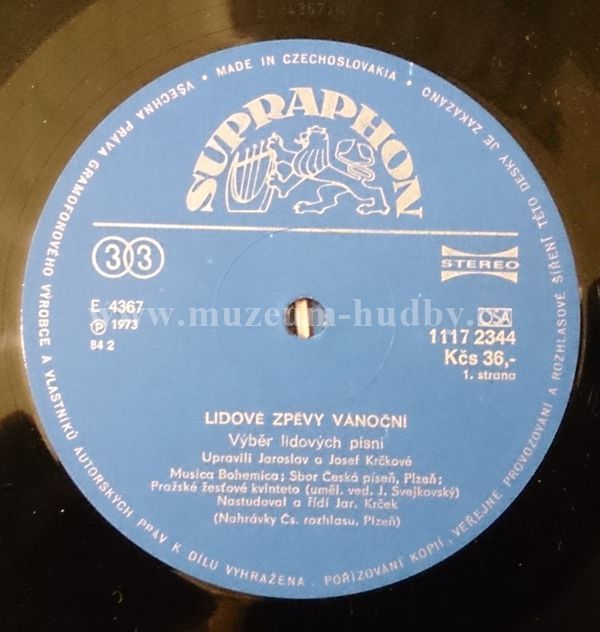 E 4367/A
VŠECHNA PRÁVA GRAMOFONOVÉHO VÝROBCE A VLASTNÍKŮ AUTORSKÝCH PRÁV K DÍLU VYHRAŽENA . POŘIZOVÁNÍ KOPIÍ, VEŘEJNÉ PROVOZOVÁNÍ A ROZHLASOVÉ ŠÍŘENÍ TÉTO DESKY JE ZAKÁZÁNO
• MADE IN CZECHOSLOVAKIA •
SUPRAPHON
33
STEREO
E 4367
℗ 1973
84 2
www.muzeum-hudby.
OSA
1117 2344
Kčs 36,-
1. strana
LIDOVÉ ZPĚVY VÁNOČNÍ
Výběr lidových písní
Upravili Jaroslav a Josef Krčkové
Musica Bohemica; Sbor Česká píseň, Plzeň;
Pražské žesťové kvinteto (uměl. ved. J. Svejkovský)
Nastudoval a řídí Jar. Krček
(Nahrávky Čs. rozhlasu, Plzeň)